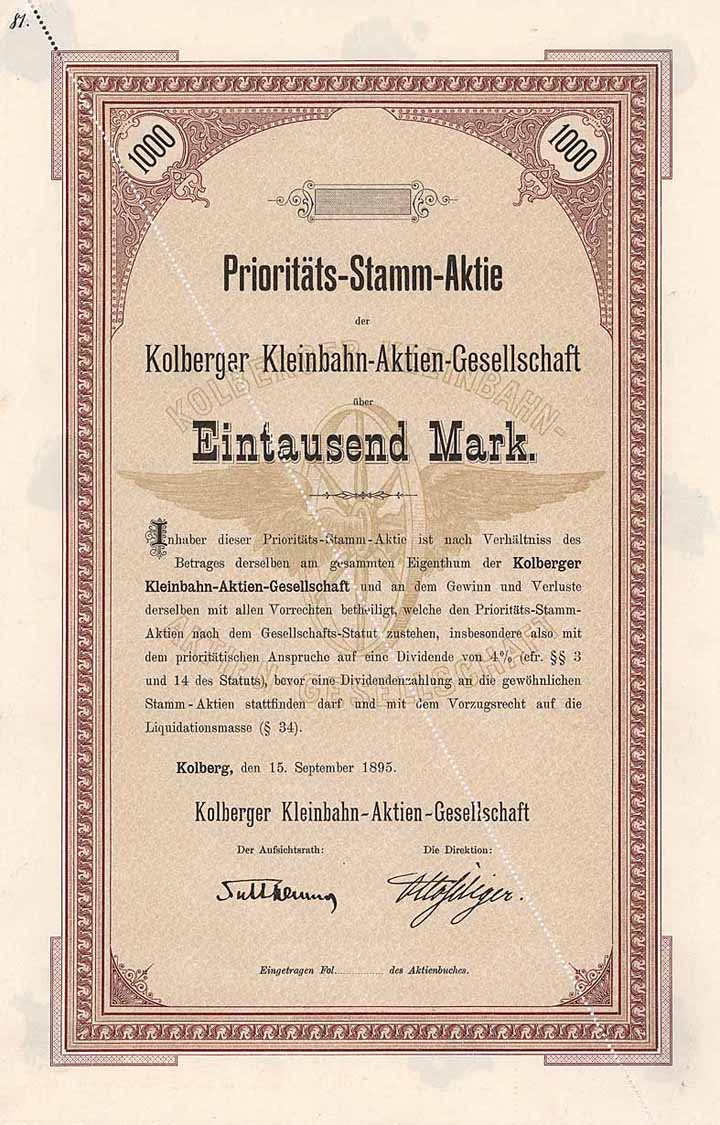 81.
1000
1000
Prioritäts-Stamm-Aktie
der
Kolberger Kleinbahn-Aktien-Gesellschaft
KOLBERGER KLEINBAHN-
über
Eintausend Mark.
Inhaber dieser Prioritäts-Stamm-Aktie ist nach Verhältniss des
Betrages derselben am gesammten Eigenthum der Kolberger
Kleinbahn-Aktien-Gesellschaft und an dem Gewinn und Verluste
derselben mit allen Vorrechten betheiligt, welche den Prioritäts-Stamm-
Aktien nach dem Gesellschafts-Statut zustehen, insbesondere also mit
dem prioritätischen Anspruche auf eine Dividende von 4% (cfr. §§ 3
und 14 des Statuts), bevor eine Dividendenzahlung an die gewöhnlichen
Stamm-Aktien stattfinden darf und mit dem Vorzugsrecht auf die
Liquidationsmasse (§ 34).
AKTIEN GESELLSCHAFT
Kolberg, den 15. September 1895.
Kolberger Kleinbahn-Aktien-Gesellschaft
Der Aufsichtsrath: Die Direktion:
Eingetragen Fol. des Aktienbuches.